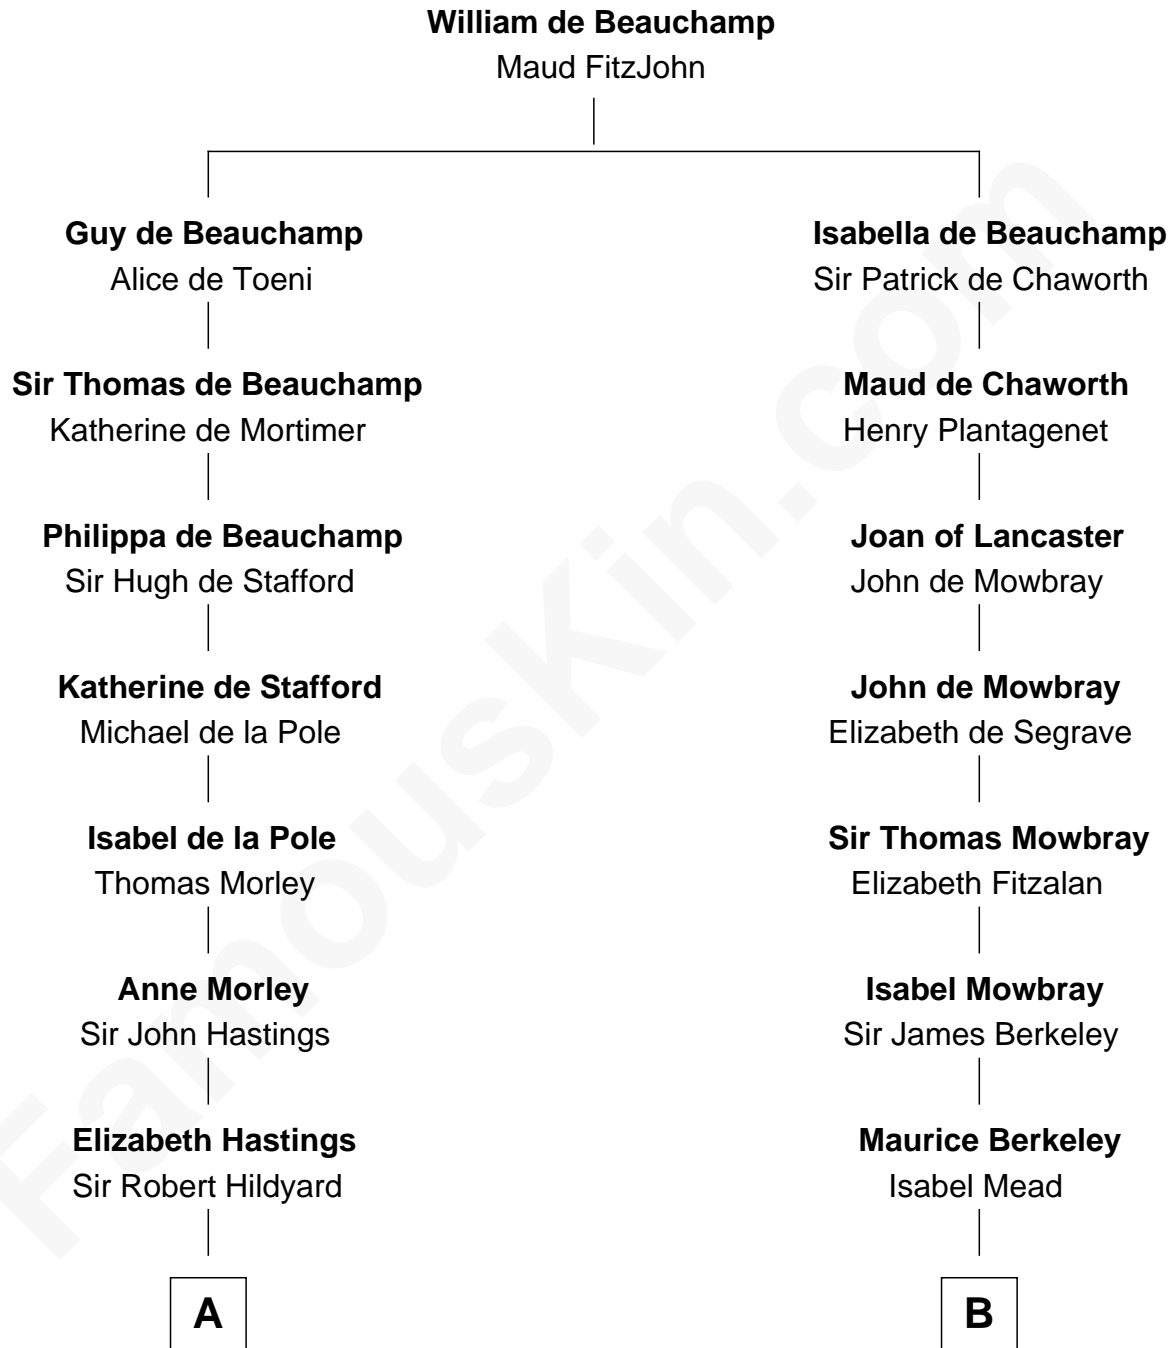 William de Beauchamp
Maud FitzJohn
Guy de Beauchamp
Alice de Toeni
Isabella de Beauchamp
Sir Patrick de Chaworth
Sir Thomas de Beauchamp
Katherine de Mortimer
Maud de Chaworth
Henry Plantagenet
Philippa de Beauchamp
Sir Hugh de Stafford
Joan of Lancaster
John de Mowbray
Katherine de Stafford
Michael de la Pole
John de Mowbray
Elizabeth de Segrave
Isabel de la Pole
Thomas Morley
Sir Thomas Mowbray
Elizabeth Fitzalan
Anne Morley
Sir John Hastings
Isabel Mowbray
Sir James Berkeley
Elizabeth Hastings
Sir Robert Hildyard
Maurice Berkeley
Isabel Mead
A
B
FamousKin.com